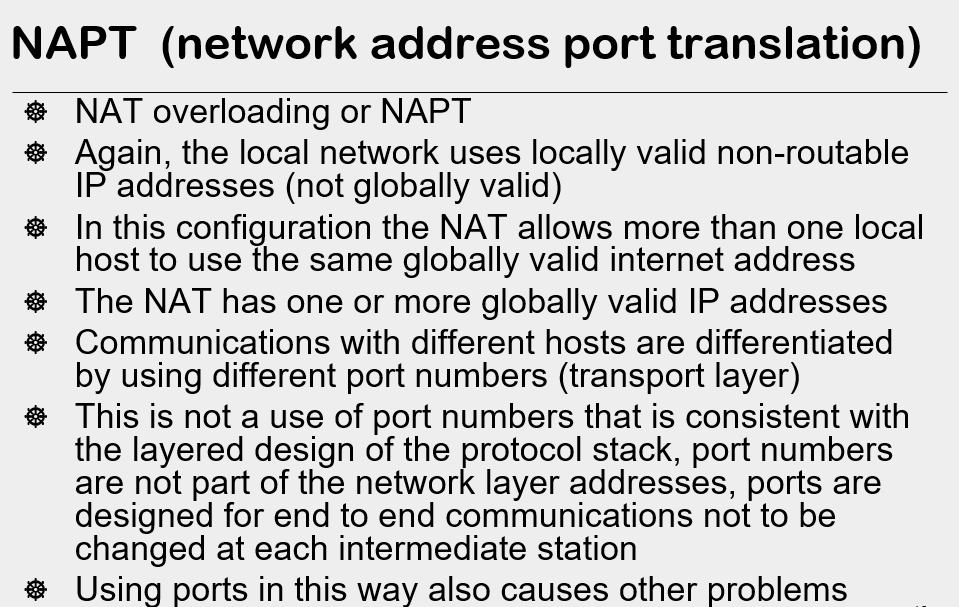 NAPT (network address port translation)
NAT overloading or NAPT
Again, the local network uses locally valid non-routable
IP addresses (not globally valid)
In this configuration the NAT allows more than one local
host to use the same globally valid internet address
The NAT has one or more globally valid IP addresses
Communications with different hosts are differentiated
by using different port numbers (transport layer)
This is not a use of port numbers that is consistent with
the layered design of the protocol stack, port numbers
are not part of the network layer addresses, ports are
designed for end to end communications not to be
changed at each intermediate station
Using ports in this way also causes other problems